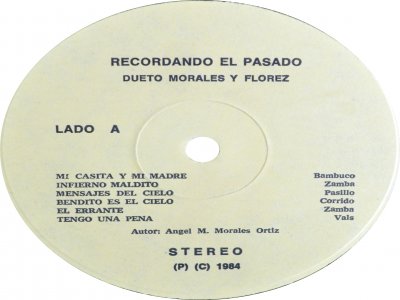 RECORDANDO EL PASADO
DUETO MORALES Y FLOREZ
LADO A
MI CASITA Y MI MADRE Bambuco
INFIERNO MALDITO Zamba
MENSAJES DEL CIELO Pasillo
BENDITO ES EL CIELO Corrido
EL ERRANTE Zamba
TENGO UNA PENA Vals
Autor: Angel M. Morales Ortiz
STEREO
(P) (C) 1984